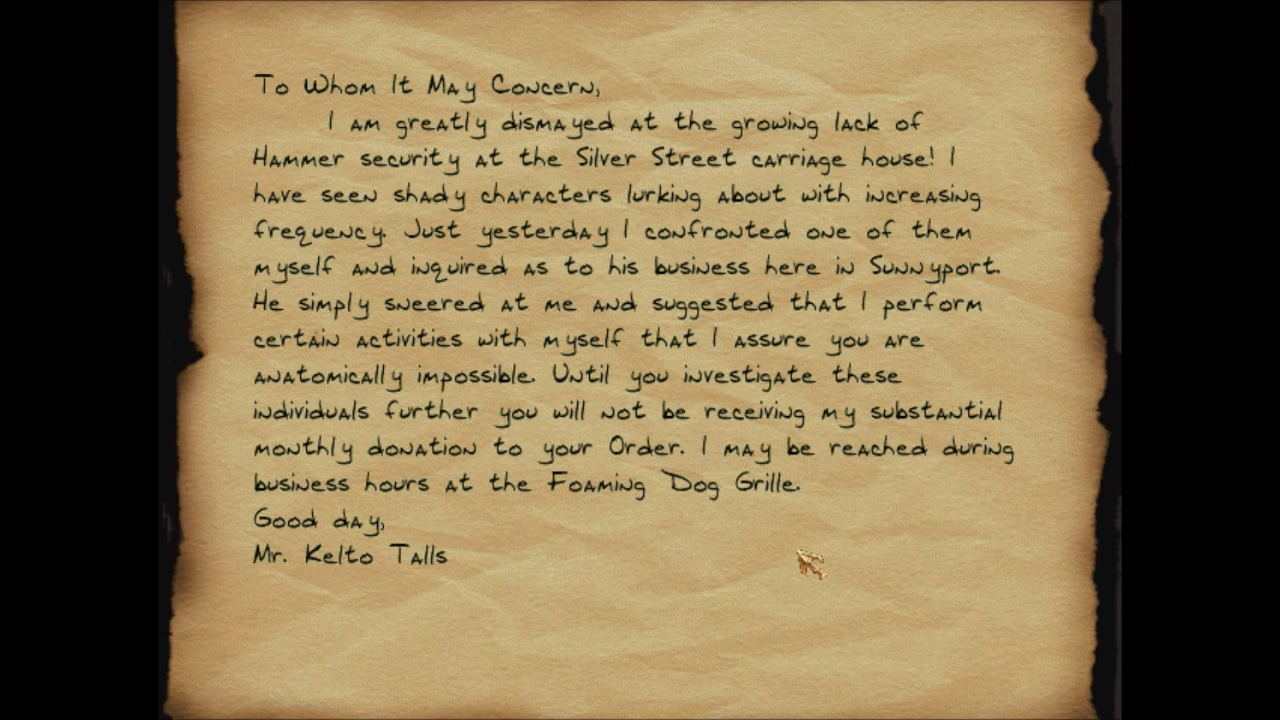 To Whom It May Concern,
I am greatly dismayed at the growing lack of
Hammer security at the Silver Street carriage house! I
have seen shady characters lurking about with increasing
frequency. Just yesterday I confronted one of them
myself and inquired as to his business here in Sunnyport.
He simply sneered at me and suggested that I perform
certain activities with myself that I assure you are
anatomically impossible. Until you investigate these
individuals further you will not be receiving my substantial
monthly donation to your Order. I may be reached during
business hours at the Foaming Dog Grille.
Good day,
Mr. Kelto Talls